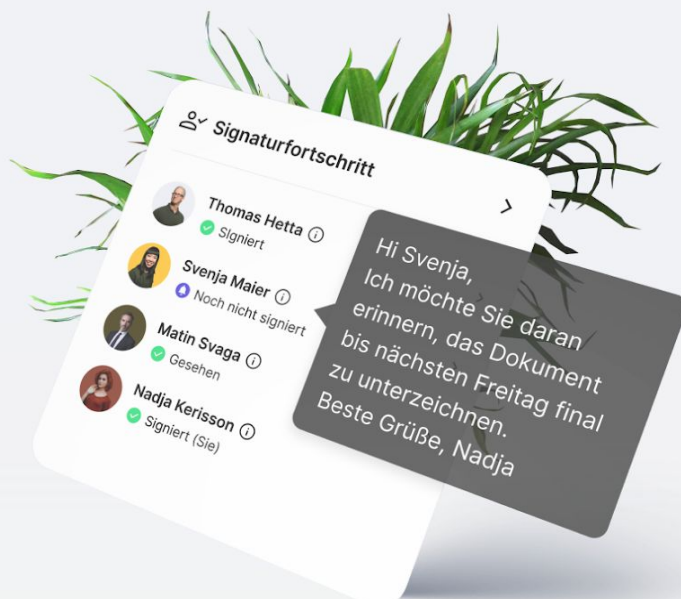 Signaturfortschritt
Thomas Hetta
SIgniert
Svenja Maier
Noch nicht signiert
Matin Svaga
Gesehen
Nadja Kerisson
Signiert (Sie)
Hi Svenja,
Ich möchte Sie daran
erinnern, das Dokument
bis nächsten Freitag final
zu unterzeichnen.
Beste Grüße, Nadja